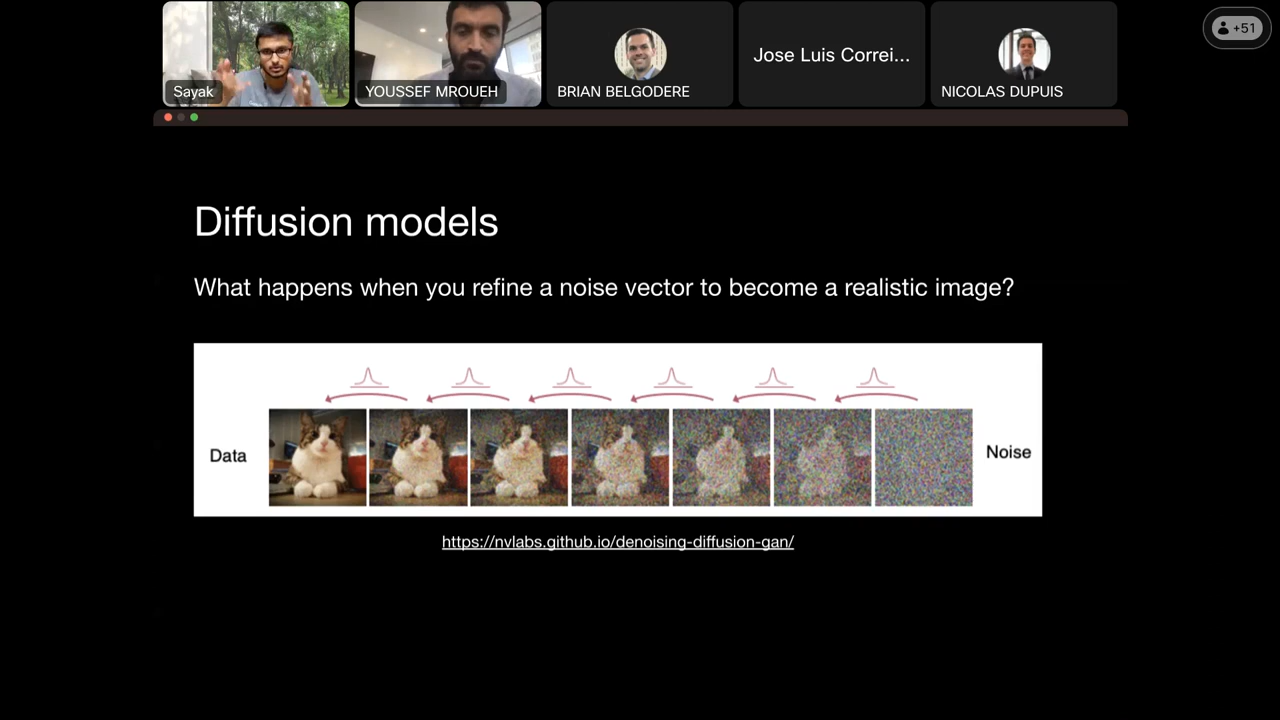 Sayak
YOUSSEF MROUEH
BRIAN BELGODERE
Jose Luis Correi...
NICOLAS DUPUIS
+51
Diffusion models
What happens when you refine a noise vector to become a realistic image?
Data
Noise
https://nvlabs.github.io/denoising-diffusion-gan/